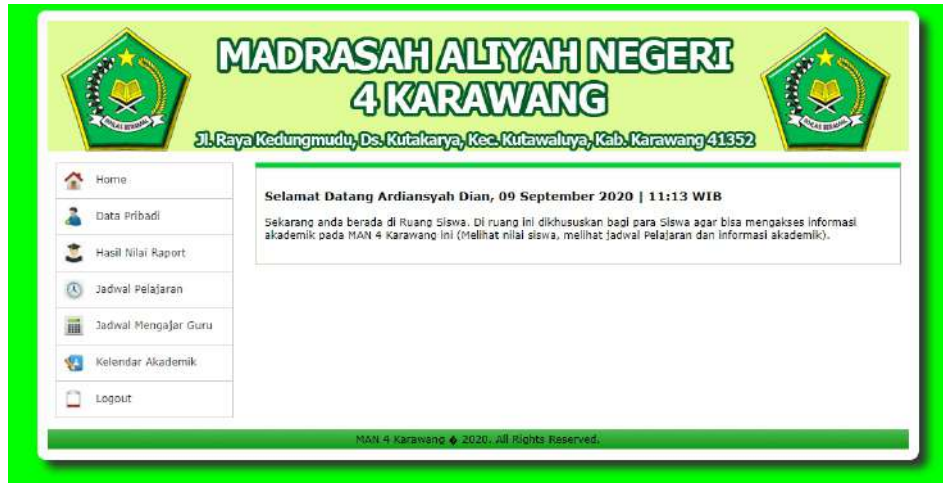 MADRASAH ALIYAH NEGERI
4 KARAWANG
Jl. Raya Kedungmudu, Ds. Kutakarya, Kec. Kutawaluya, Kab. Karawang 41352
IKHLAS BERAMAL
IKHLAS BERAMAL
Home
Data Pribadi
Hasil Nilai Raport
Jadwal Pelajaran
Jadwal Mengajar Guru
Kelendar Akademik
Logout
Selamat Datang Ardiansyah Dian, 09 September 2020 | 11:13 WIB
Sekarang anda berada di Ruang Siswa. Di ruang ini dikhususkan bagi para Siswa agar bisa mengakses informasi
akademik pada MAN 4 Karawang ini (Melihat nilai siswa, melihat jadwal Pelajaran dan informasi akademik).
MAN 4 Karawang � 2020. All Rights Reserved.